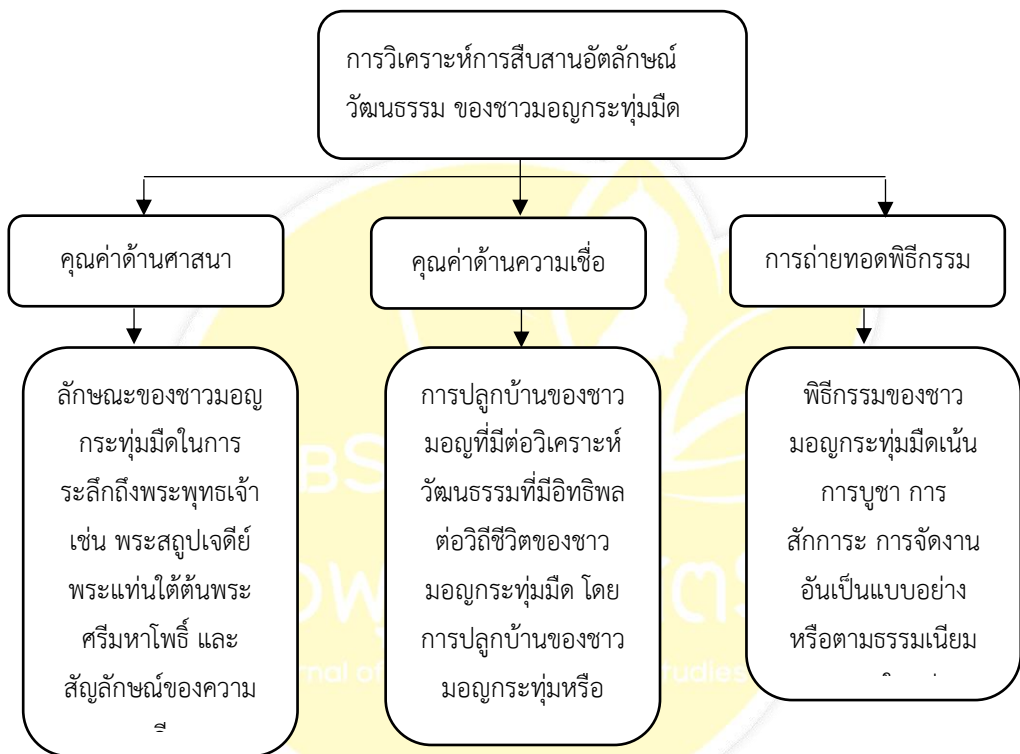 การวิเคราะห์การสืบสานอัตลักษณ์
วัฒนธรรม ของชาวมอญกระทุ่มมืด
คุณค่าด้านศาสนา
คุณค่าด้านความเชื่อ
การถ่ายทอดพิธีกรรม
ลักษณะของชาวมอญ
กระทุ่มมืดในการ
ระลึกถึงพระพุทธเจ้า
เช่น พระสถูปเจดีย์
พระแท่นใต้ต้นพระ
ศรีมหาโพธิ์ และ
สัญลักษณ์ของความ
การปลูกบ้านของชาว
มอญที่มีต่อวิเคราะห์
วัฒนธรรมที่มีอิทธิพล
ต่อวิถีชีวิตของชาว
มอญกระทุ่มมืด โดย
การปลูกบ้านของชาว
มอญกระทุ่มหรือ
พิธีกรรมของชาว
มอญกระทุ่มมืดเน้น
การบูชา การ
สักการะ การจัดงาน
อันเป็นแบบอย่าง
หรือตามธรรมเนียม